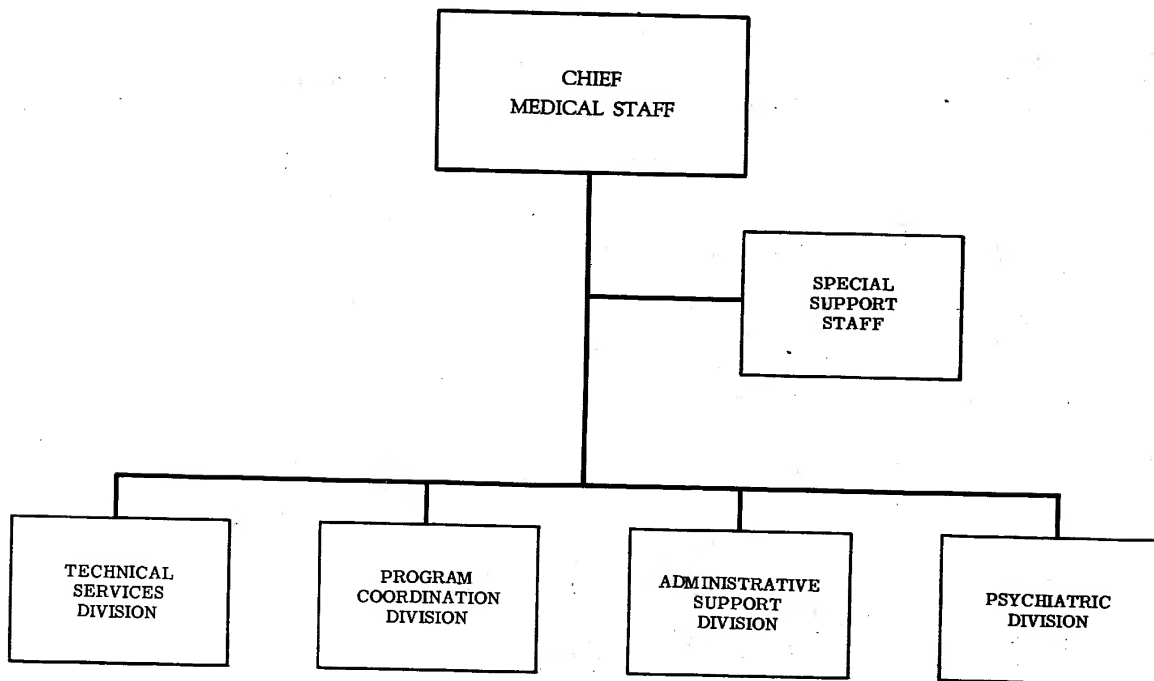 CHIEF
MEDICAL STAFF
SPECIAL
SUPPORT
STAFF
TECHNICAL
SERVICES
DIVISION
PROGRAM
COORDINATION
DIVISION
ADMINISTRATIVE
SUPPORT
DIVISION
PSYCHIATRIC
DIVISION